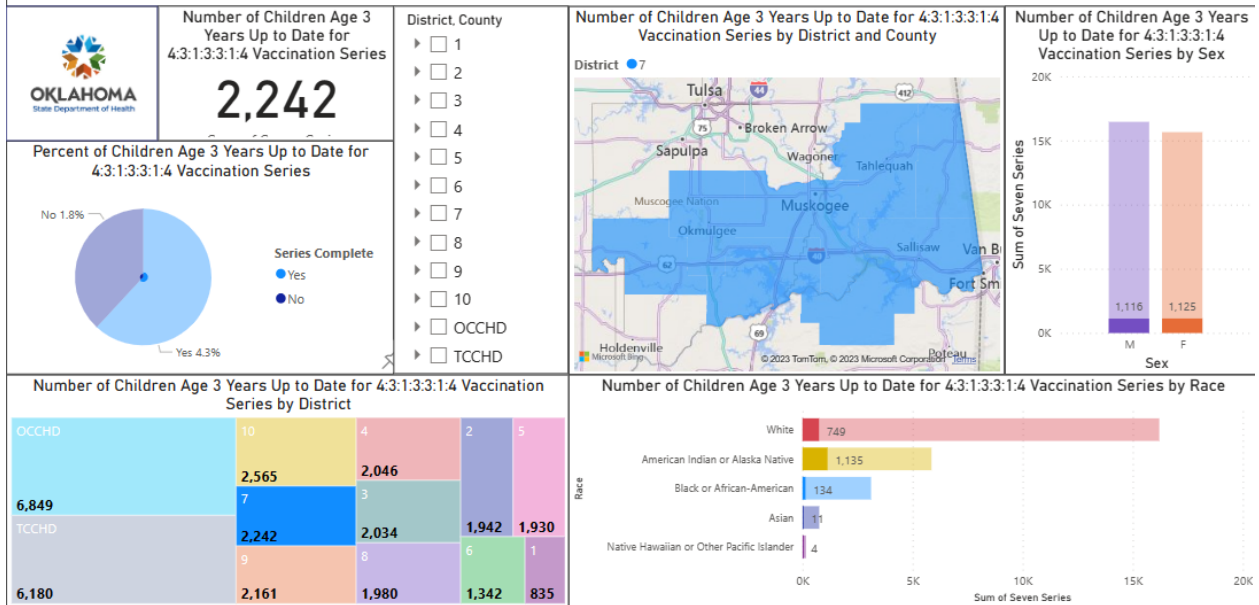 OKLAHOMA
State Department of Health
Number of Children Age 3
Years Up to Date for
4:3:1:3:3:1:4
Vaccination Series
2,242
Percent of Children Age 3 Years Up to Date for
4:3:1:3:3:1:4 Vaccination Series
No 1.8%
Yes 4.3%
Series Complete
Yes
No
District, County
1
2
3
4
5
6
7
8
9
10
OCCHD
TCCHD
Number of Children Age 3 Years Up to Date for 4:3:1:3:3:1:4
Vaccination Series by District and County
District 7
Tulsa
44
412
75
Broken Arrow
Sapulpa
Wagoner
Tahlequah
Muscogee Nation
Muskogee
Okmulgee
Sallisaw
Van Bu
62
40
Fort Sm
69
Holdenville
Poteau
Microsoft Bing
© 2023 TomTom, © 2023 Microsoft Corporation Terms
Number of Children Age 3 Years
Up to Date for 4:3:1:3:3:1:4
Vaccination Series by Sex
Sum of Seven Series
20K
15K
10K
5K
0K
1,116
1,125
M
F
Sex
Number of Children Age 3 Years Up to Date for 4:3:1:3:3:1:4 Vaccination
Series by District
OCCHD
6,849
TCCHD
6,180
10
2,565
7
2,242
9
2,161
4
2,046
3
2,034
8
1,980
2
1,942
5
1,930
6
1,342
1
835
Number of Children Age 3 Years Up to Date for 4:3:1:3:3:1:4 Vaccination Series by Race
Race
White
749
American Indian or Alaska Native
1,135
Black or African-American
134
Asian
11
Native Hawaiian or Other Pacific Islander
4
0K
5K
10K
15K
20K
Sum of Seven Series